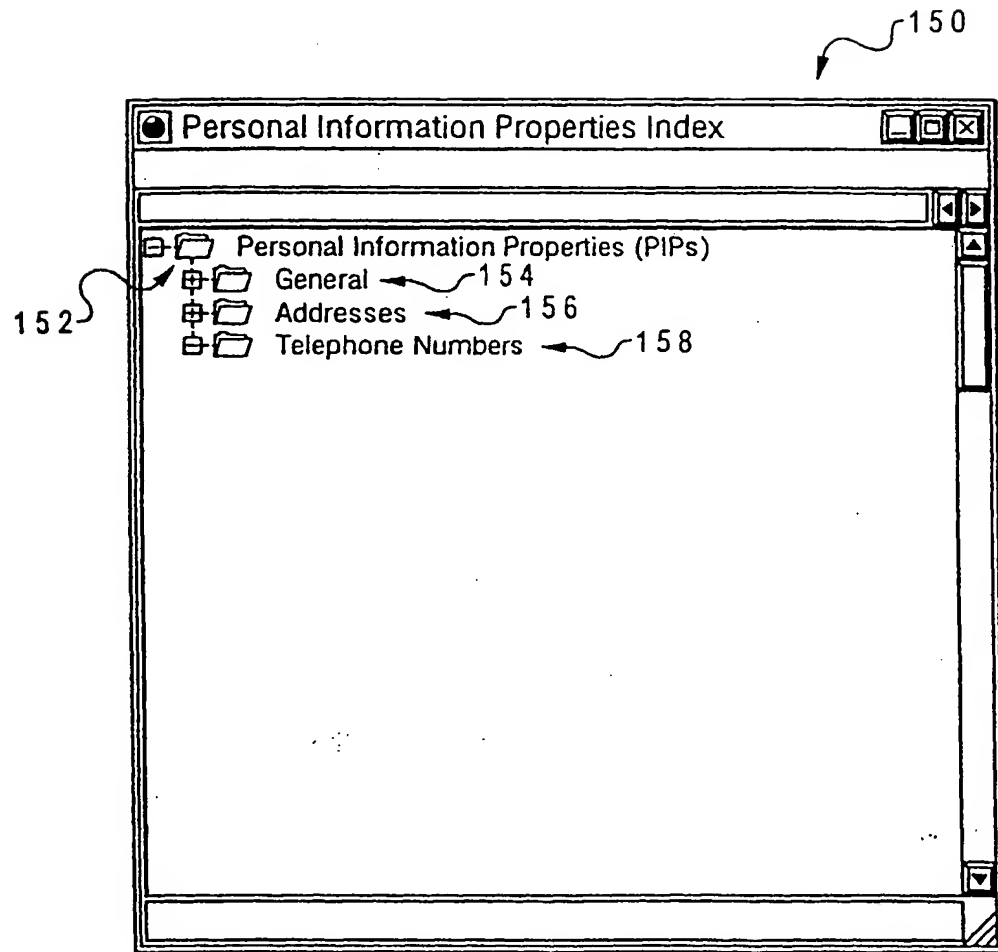 150
Personal Information Properties Index
Personal Information Properties (PIPs)
General 154
152
Addresses 156
Telephone Numbers 158